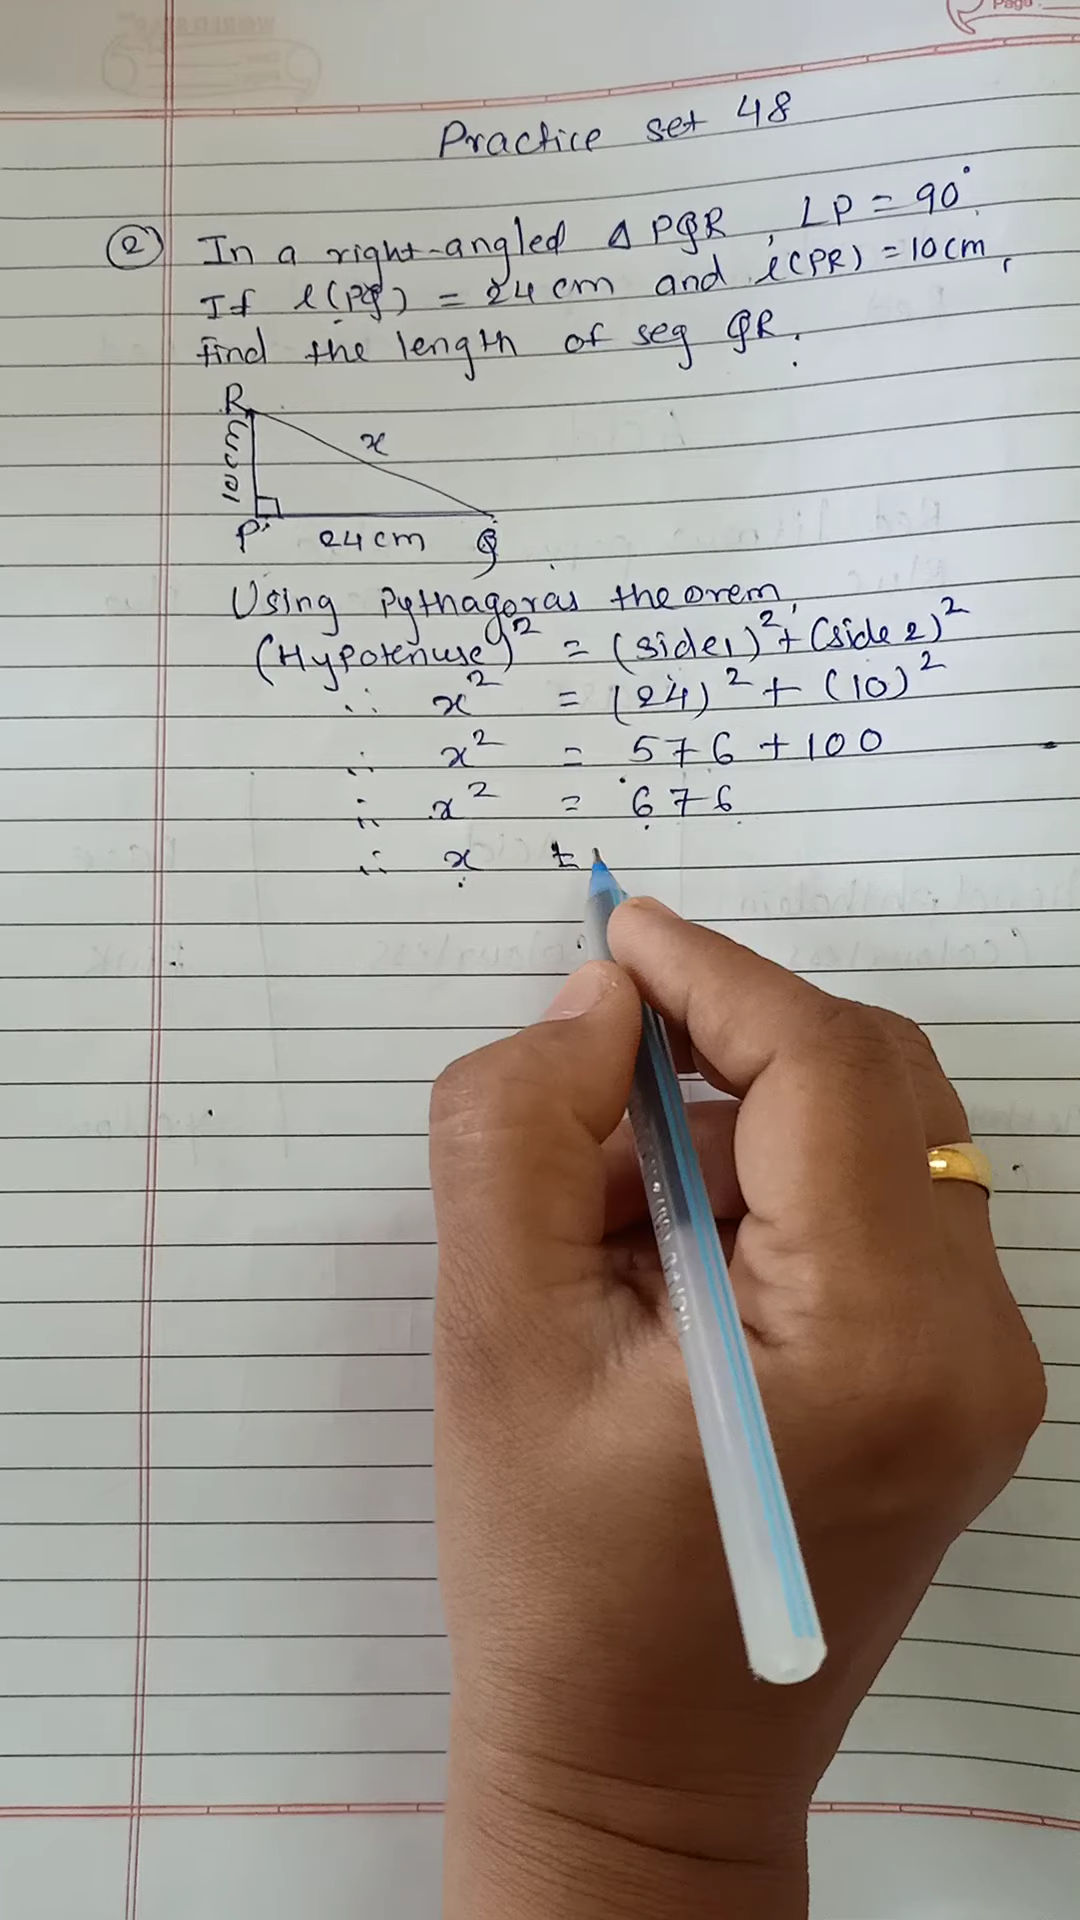 Page
Practice set 48
(2) In a right-angled △PQR, ∠P = 90°
If l(PQ) = 24 cm and l(PR) = 10 cm,
find the length of seg QR.
R
10cm
x
P
24 cm
Q
Using Pythagoras theorem,
(Hypotenuse)² = (side1)² + (side 2)²
∴ x² = (24)² + (10)²
∴ x² = 576 + 100
∴ x² = 676
∴ x =